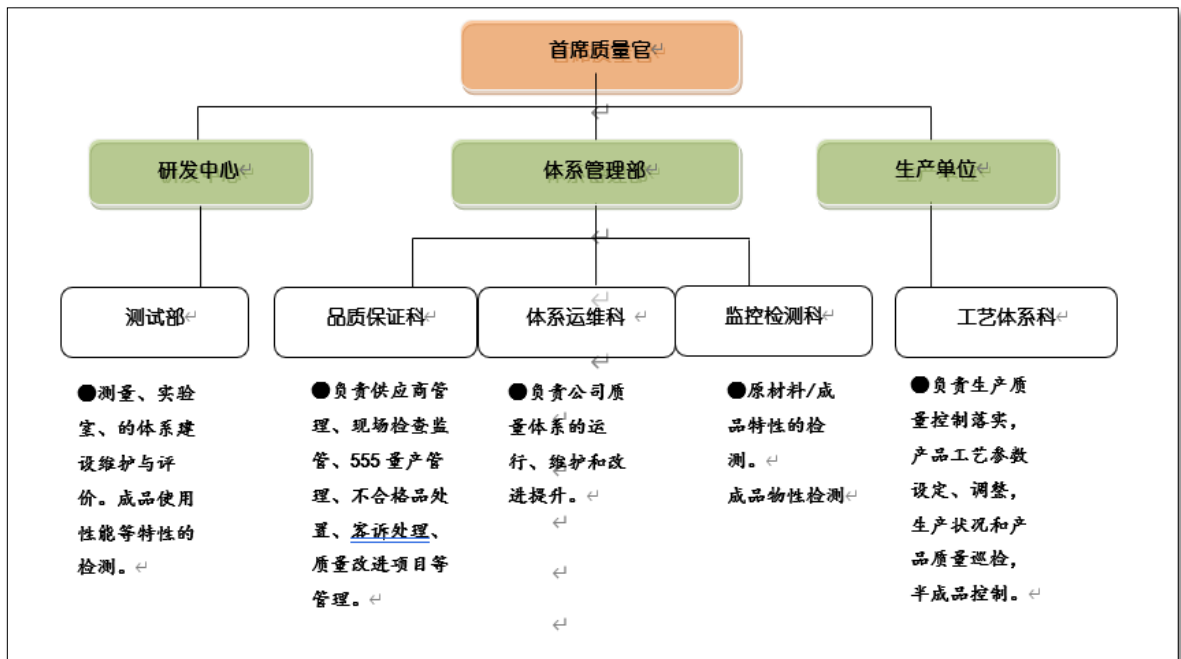 首席质量官
研发中心
体系管理部
生产单位
测试部
品质保证科
体系运维科
监控检测科
工艺体系科
●测量、实验
室、的体系建
设维护与评
价。成品使用
性能等特性的
检测。
●负责供应商管
理、现场检查监
管、555 量产管
理、不合格品处
置、客诉处理、
质量改进项目等
管理。
●负责公司质
量体系的运
行、维护和改
进提升。
●原材料/成
品特性的检
测。
成品物性检测
●负责生产质
量控制落实，
产品工艺参数
设定、调整，
生产状况和产
品质量巡检，
半成品控制。